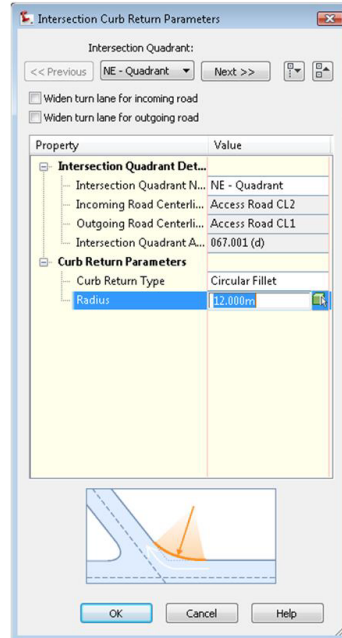 Intersection Curb Return Parameters
Intersection Quadrant:
<< Previous NE - Quadrant Next >>
Widen turn lane for incoming road
Widen turn lane for outgoing road
Property Value
Intersection Quadrant Det...
Intersection Quadrant N... NE - Quadrant
Incoming Road Centerli... Access Road CL2
Outgoing Road Centerli... Access Road CL1
Intersection Quadrant A... 067.001 (d)
Curb Return Parameters
Curb Return Type Circular Fillet
Radius 12.000m
OK Cancel Help